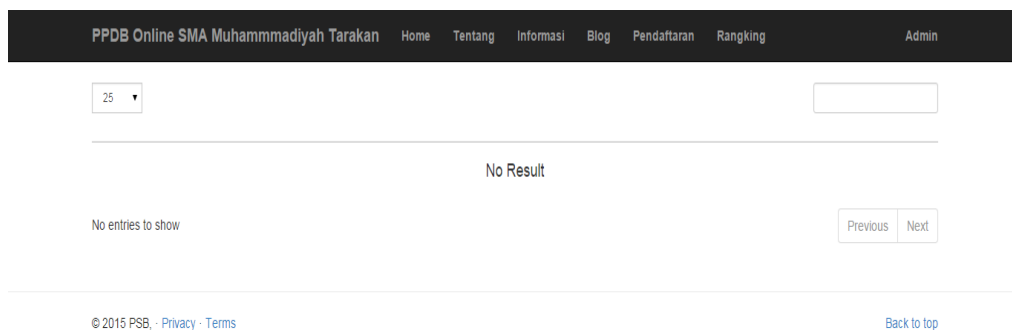 PPDB Online SMA Muhammmadiyah Tarakan Home Tentang Informasi Blog Pendaftaran Rangking Admin
25
No Result
No entries to show Previous Next
© 2015 PSB, · Privacy · Terms Back to top